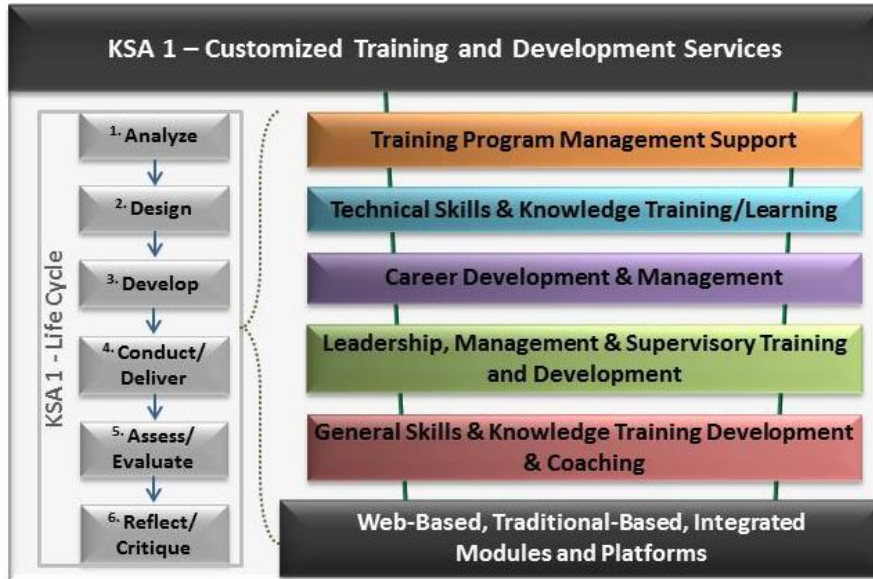 KSA 1 – Customized Training and Development Services
KSA 1 - Life Cycle
1. Analyze
2. Design
3. Develop
4. Conduct/
Deliver
5. Assess/
Evaluate
6. Reflect/
Critique
Training Program Management Support
Technical Skills & Knowledge Training/Learning
Career Development & Management
Leadership, Management & Supervisory Training
and Development
General Skills & Knowledge Training Development
& Coaching
Web-Based, Traditional-Based, Integrated
Modules and Platforms